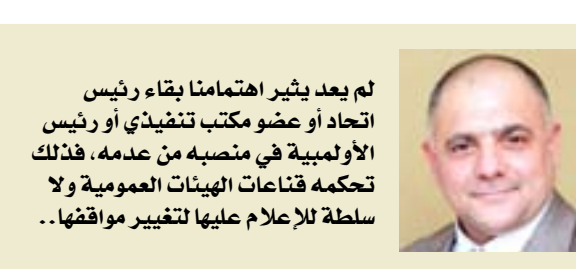 لم يعد يثير اهتمامنا بقاء رئيس
اتحاد أو عضو مكتب تنفيذي أو رئيس
الأولمبية في منصبه من عدمه، فذلك
تحكمه قناعات الهيئات العمومية ولا
سلطة للإعلام عليها لتغيير مواقفها..